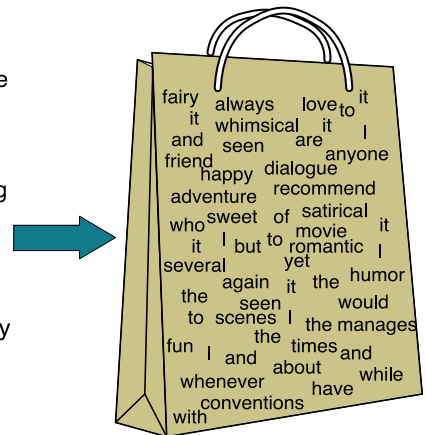 e
fairy always love to it
it whimsical it I
and seen are
friend anyone
happy dialogue
ng
adventure recommend
who sweet of satirical
it I but to movie it
romantic I
several yet
again it the humor
the seen would
to scenes I the manages
y
fun the times and
I and about while
whenever have
conventions
with